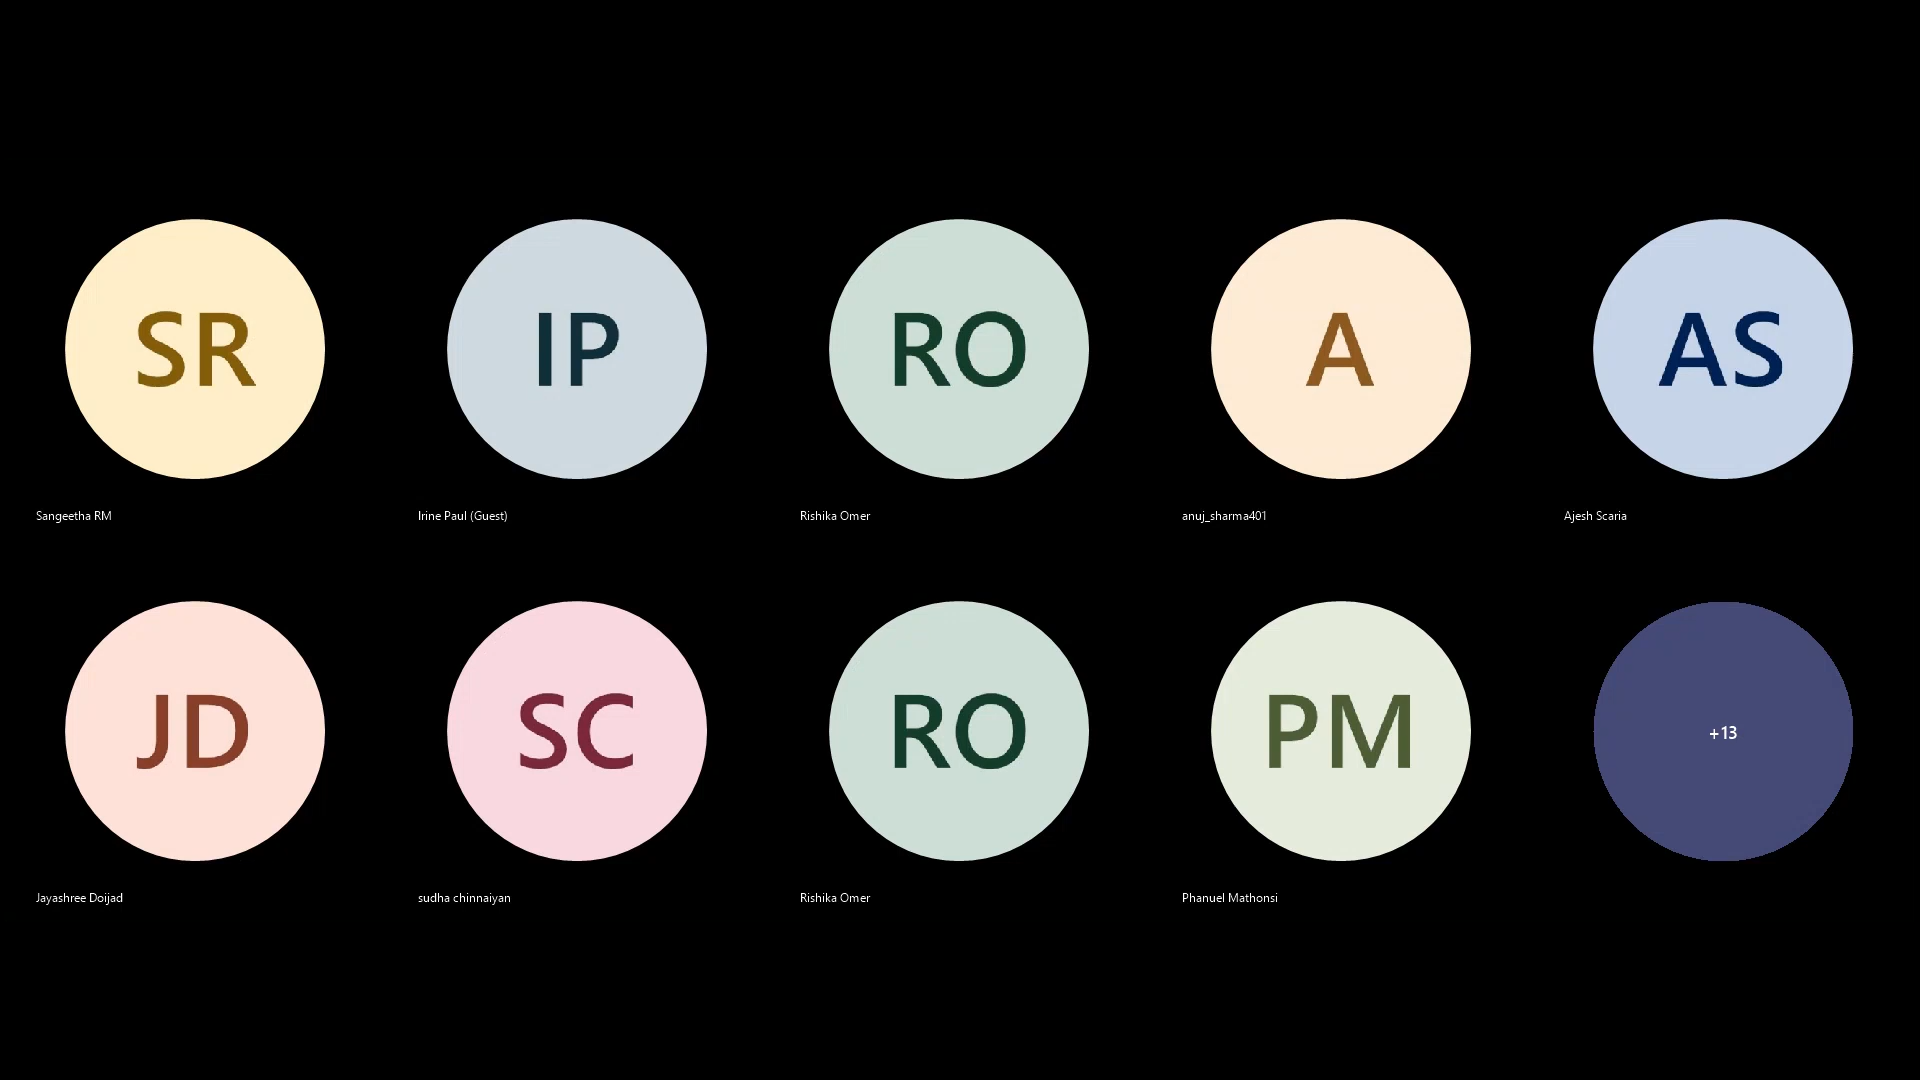 SR
IP
RO
A
AS
Sangeetha RM
Irine Paul (Guest)
Rishika Omer
anuj_sharma401
Ajesh Scaria
JD
SC
RO
PM
+13
Jayashree Doijad
sudha chinnaiyan
Rishika Omer
Phanuel Mathonsi